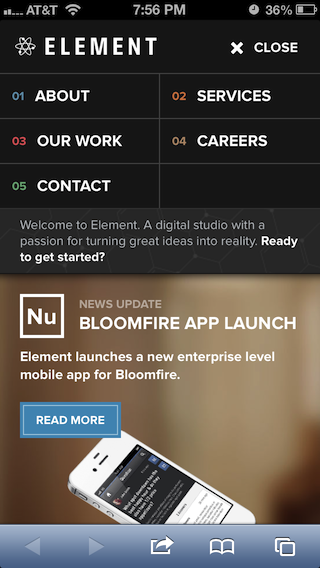 AT&T 7:56 PM 36%
ELEMENT CLOSE
01 ABOUT 02 SERVICES
03 OUR WORK 04 CAREERS
05 CONTACT
Welcome to Element. A digital studio with a
passion for turning great ideas into reality. Ready
to get started?
Nu NEWS UPDATE
BLOOMFIRE APP LAUNCH
Element launches a new enterprise level
mobile app for Bloomfire.
READ MORE